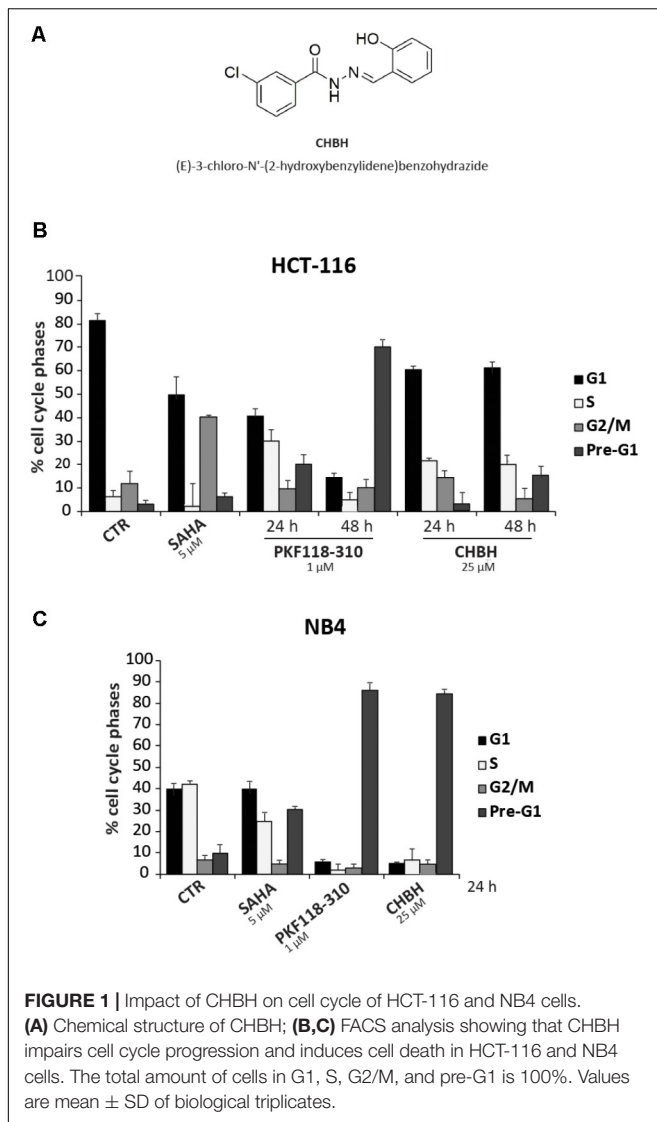 A
HO
O
Cl
N
N
H
CHBH
(E)-3-chloro-N'-(2-hydroxybenzylidene)benzohydrazide
B
HCT-116
% cell cycle phases
100
90
80
70
60
50
40
30
20
10
0
CTR
SAHA
5 µM
24 h
48 h
PKF118-310
1 µM
24 h
48 h
CHBH
25 µM
G1
S
G2/M
Pre-G1
C
NB4
% cell cycle phases
100
90
80
70
60
50
40
30
20
10
0
CTR
SAHA
5 µM
PKF118-310
1 µM
CHBH
25 µM
24 h
G1
S
G2/M
Pre-G1
FIGURE 1 | Impact of CHBH on cell cycle of HCT-116 and NB4 cells.
(A) Chemical structure of CHBH; (B,C) FACS analysis showing that CHBH
impairs cell cycle progression and induces cell death in HCT-116 and NB4
cells. The total amount of cells in G1, S, G2/M, and pre-G1 is 100%. Values
are mean ± SD of biological triplicates.